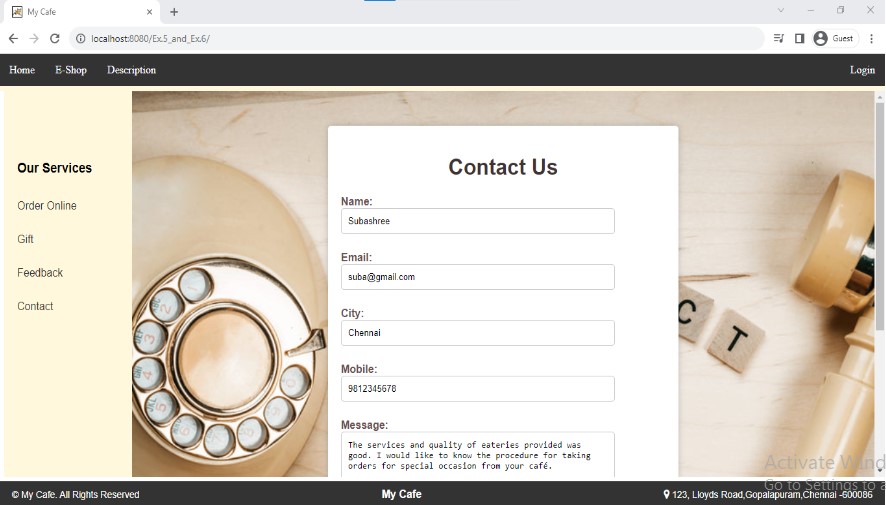 My Cafe
localhost:8080/Ex.5_and_Ex.6/
Guest
Home E-Shop Description Login
Our Services
Order Online
Gift
Feedback
Contact
Contact Us
Name:
Subashree
Email:
suba@gmail.com
City:
Chennai
Mobile:
9812345678
Message:
The services and quality of eateries provided was
good. I would like to know the procedure for taking
orders for special occasion from your café.
C T
Activate Wind
Go to Settings to a
© My Cafe. All Rights Reserved My Cafe 123, Lloyds Road,Gopalapuram,Chennai -600086